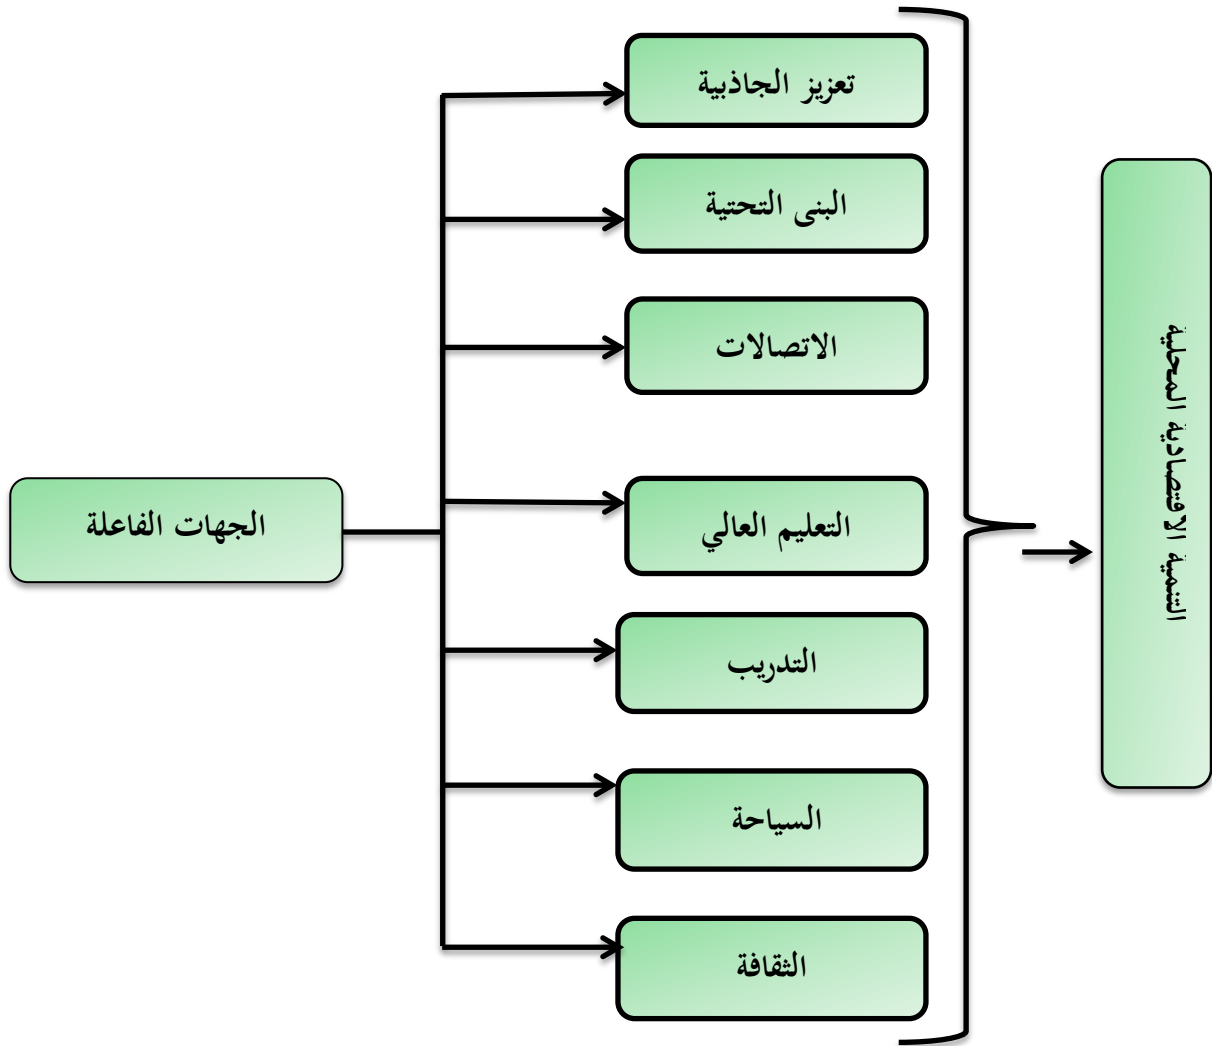 تعزيز الجاذبية
البنى التحتية
الاتصالات
التعليم العالي
التدريب
السياحة
الثقافة
الجهات الفاعلة
التنمية الاقتصادية المحلية